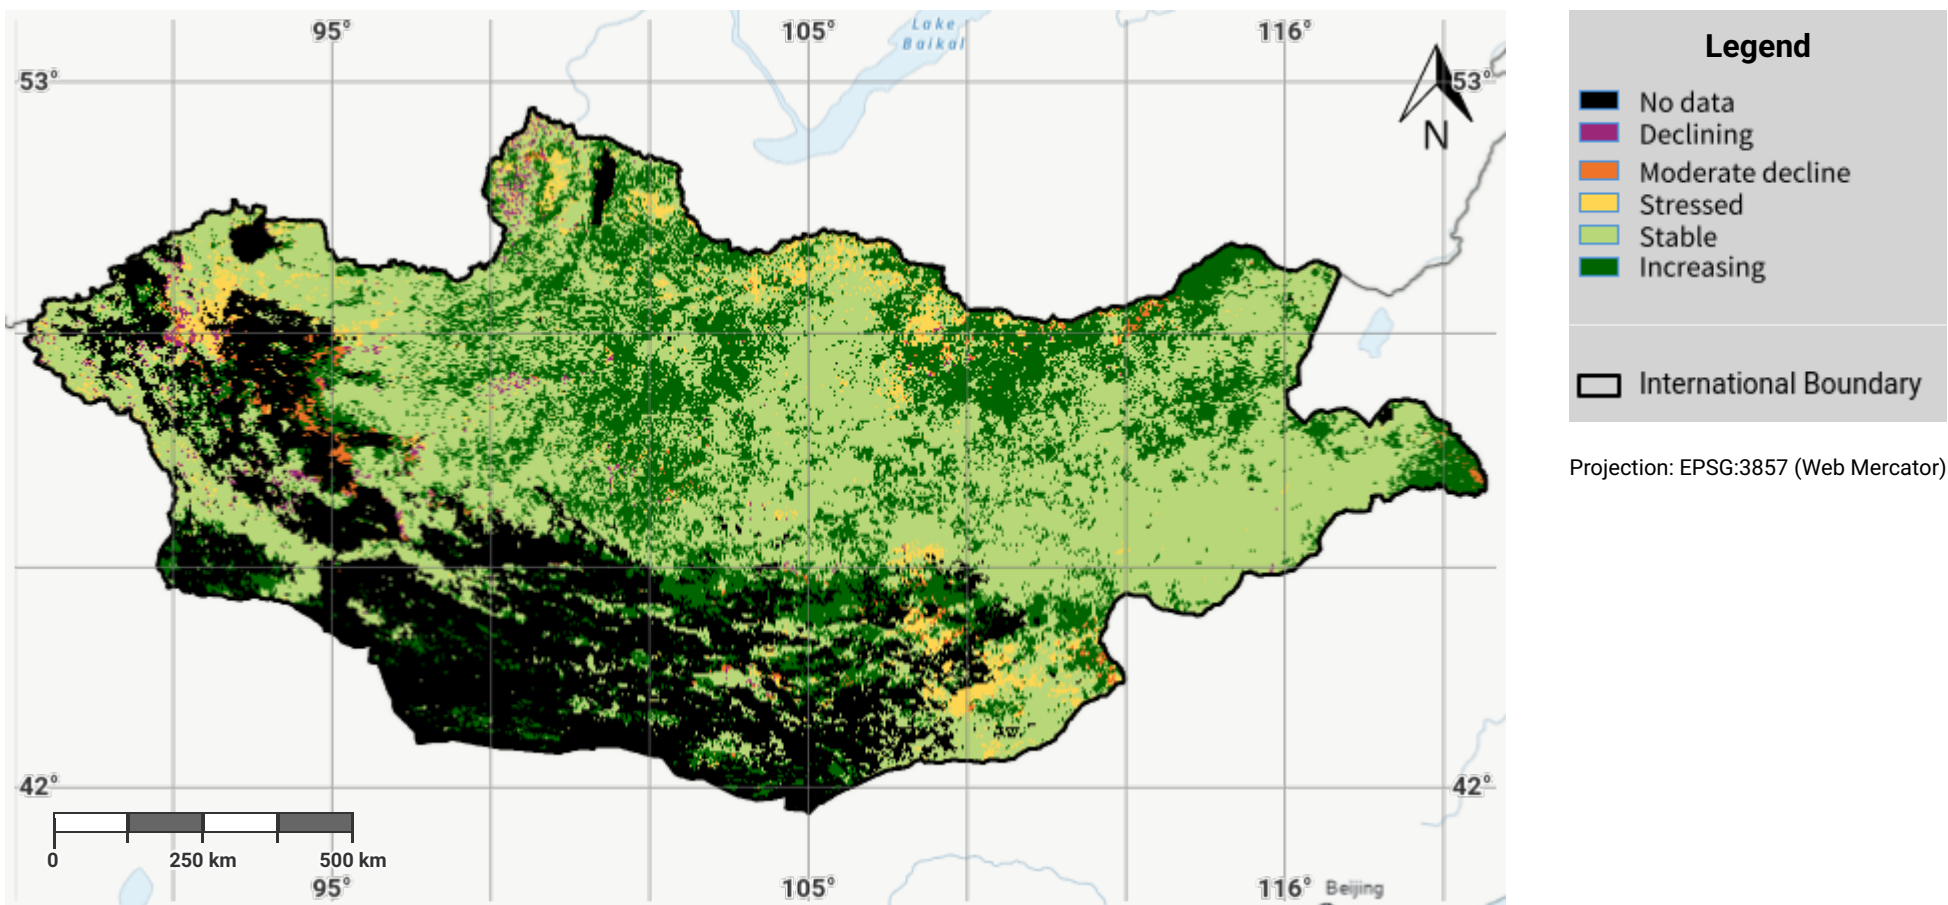 95° 105° 116°
Lake
Baikal
53° 53°
N
42° 42°
0 250 km 500 km
95° 105° 116° Beijing
Legend
No data
Declining
Moderate decline
Stressed
Stable
Increasing
International Boundary
Projection: EPSG:3857 (Web Mercator)